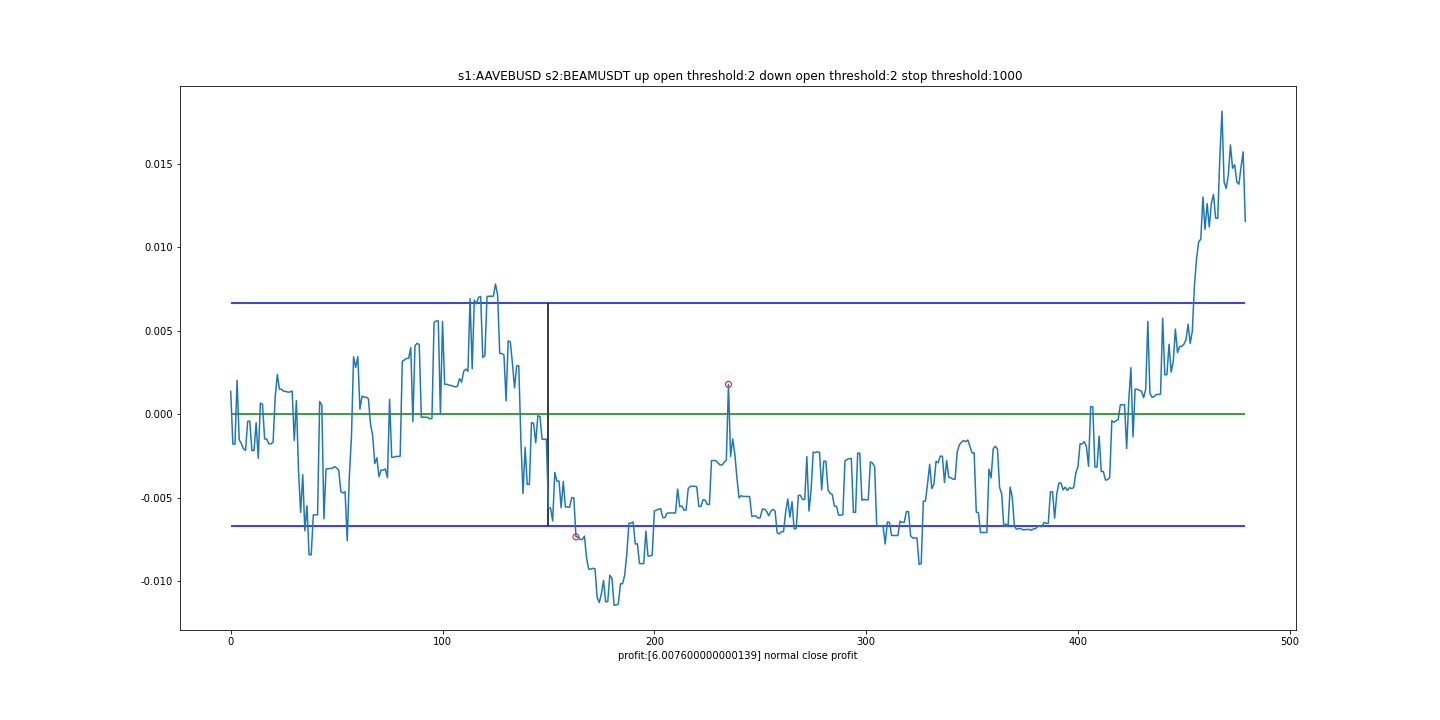 s1:AAVEBUSD s2:BEAMUSDT up open threshold:2 down open threshold:2 stop threshold:1000
0.015
0.010
0.005
0.000
-0.005
-0.010
0 100 200 300 400 500
profit:[6.007600000000139] normal close profit